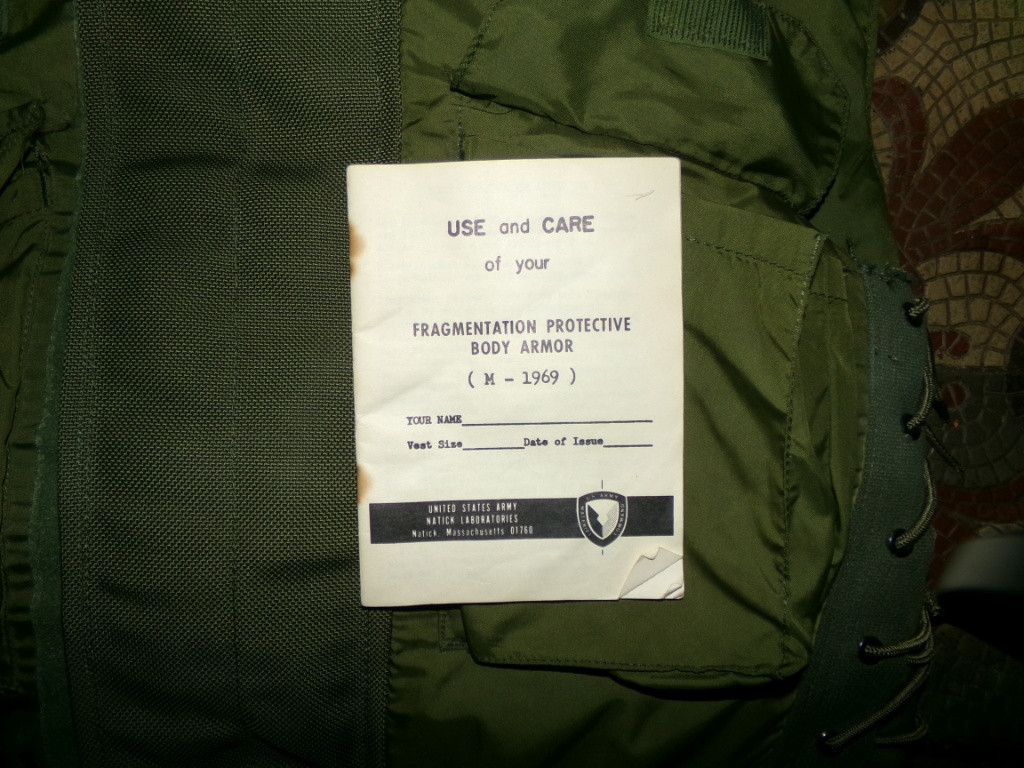 USE and CARE
of your
FRAGMENTATION PROTECTIVE
BODY ARMOR
( M - 1969 )
YOUR NAME
Vest Size Date of Issue
UNITED STATES ARMY
NATICK LABORATORIES
Natick, Massachusetts 01760